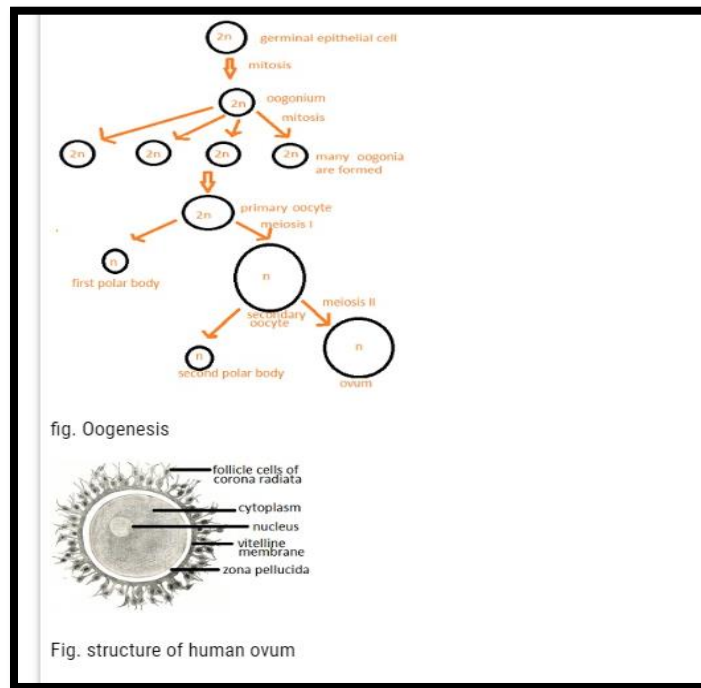 2n germinal epithelial cell
mitosis
2n oogonium
mitosis
2n 2n 2n 2n many oogonia
are formed
2n primary oocyte
meiosis I
n
first polar body
n
secondary
oocyte
meiosis II
n
second polar body
n
ovum
fig. Oogenesis
follicle cells of
corona radiata
cytoplasm
nucleus
vitelline
membrane
zona pellucida
Fig. structure of human ovum